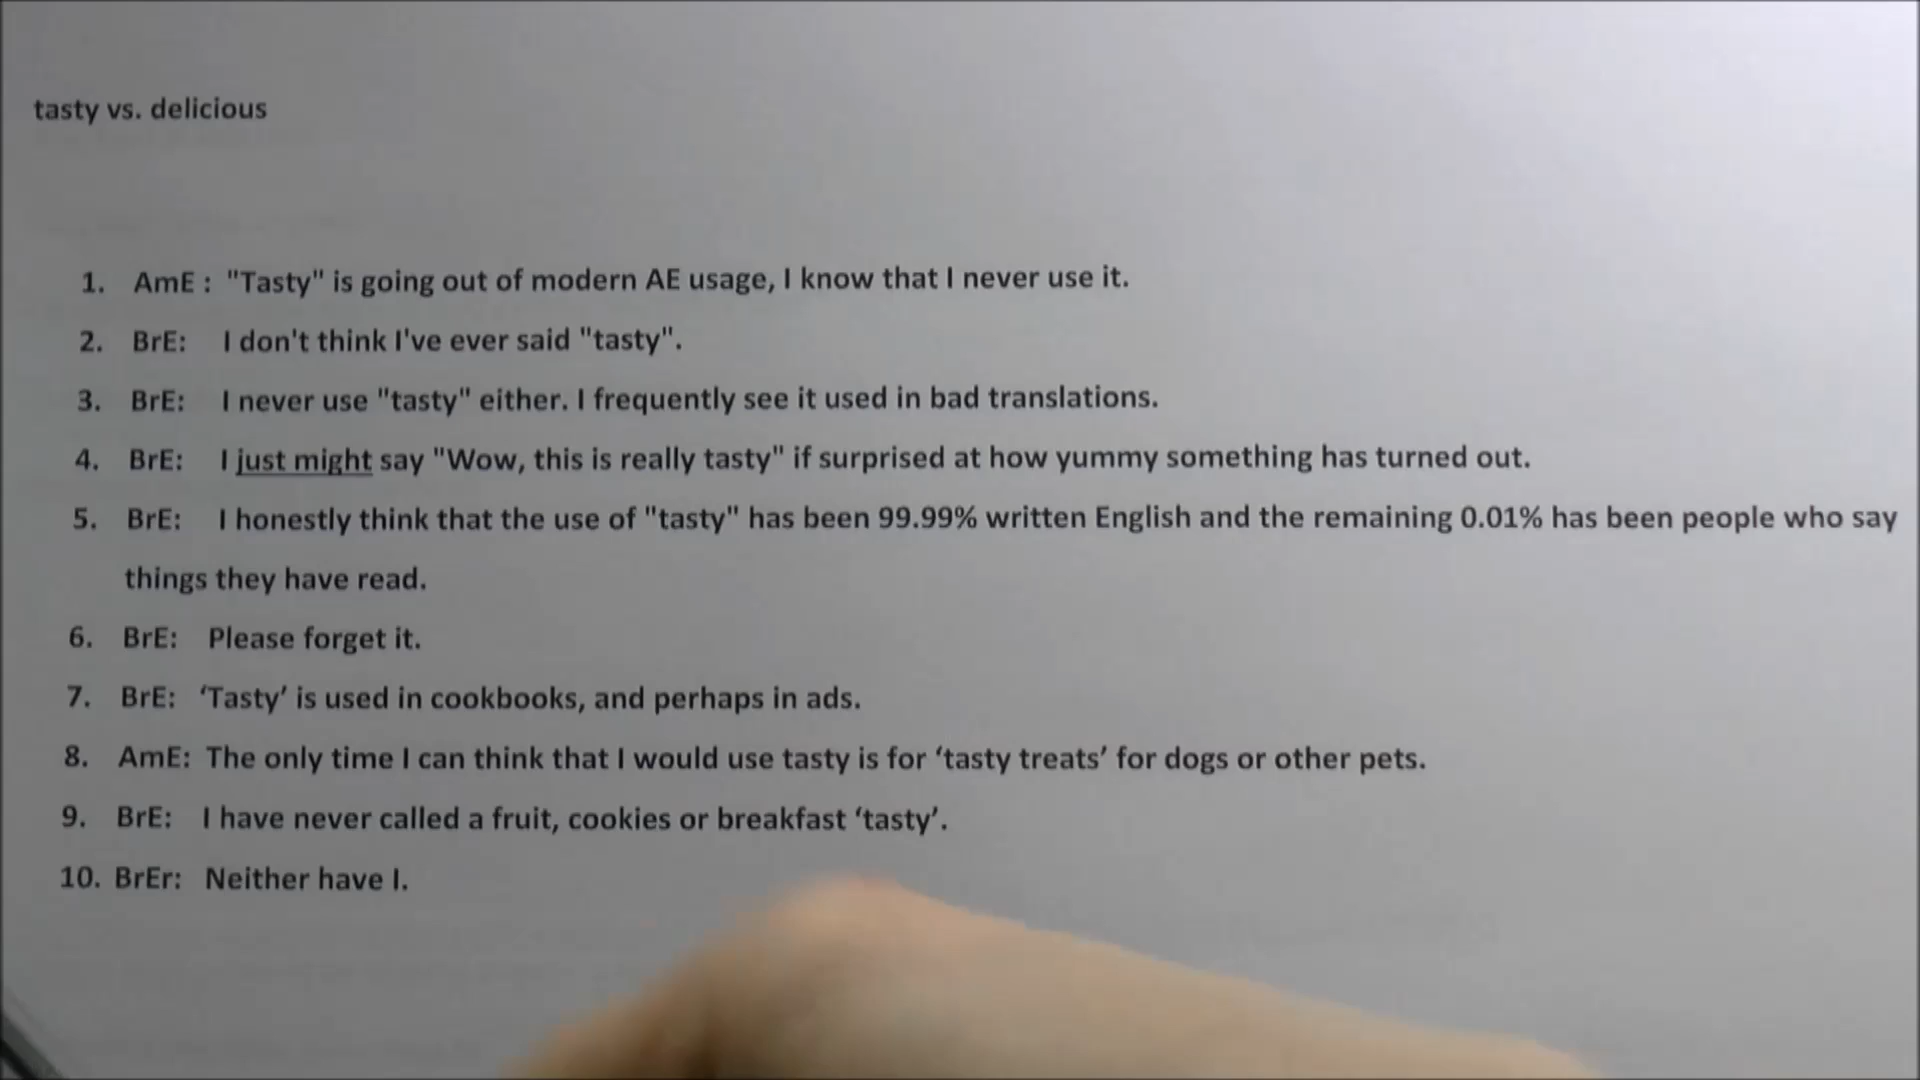 tasty vs. delicious
1. AmE : "Tasty" is going out of modern AE usage, I know that I never use it.
2. BrE: I don't think I've ever said "tasty".
3. BrE: I never use "tasty" either. I frequently see it used in bad translations.
4. BrE: I just might say "Wow, this is really tasty" if surprised at how yummy something has turned out.
5. BrE: I honestly think that the use of "tasty" has been 99.99% written English and the remaining 0.01% has been people who say
things they have read.
6. BrE: Please forget it.
7. BrE: ‘Tasty’ is used in cookbooks, and perhaps in ads.
8. AmE: The only time I can think that I would use tasty is for ‘tasty treats’ for dogs or other pets.
9. BrE: I have never called a fruit, cookies or breakfast ‘tasty’.
10. BrEr: Neither have I.